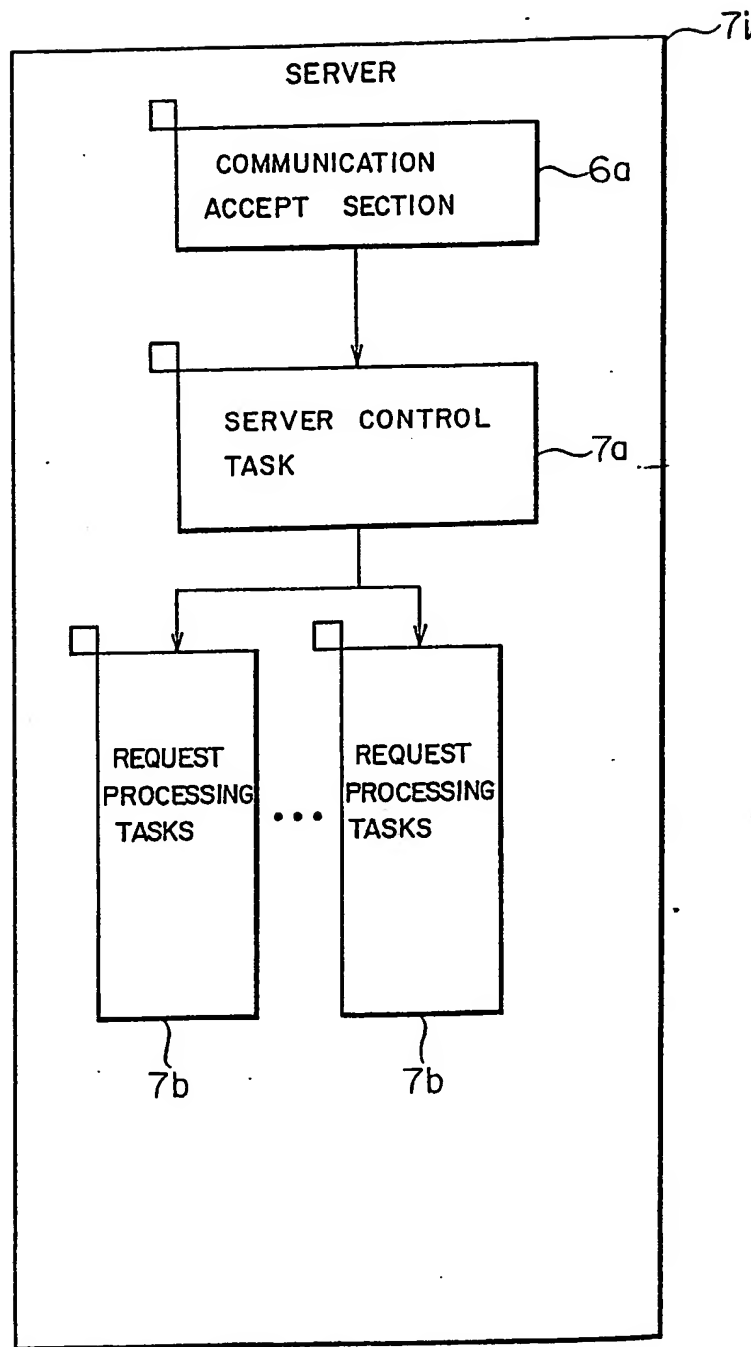 7i
SERVER
COMMUNICATION
ACCEPT SECTION
6a
SERVER CONTROL
TASK
7a
REQUEST
PROCESSING
TASKS
...
REQUEST
PROCESSING
TASKS
7b
7b